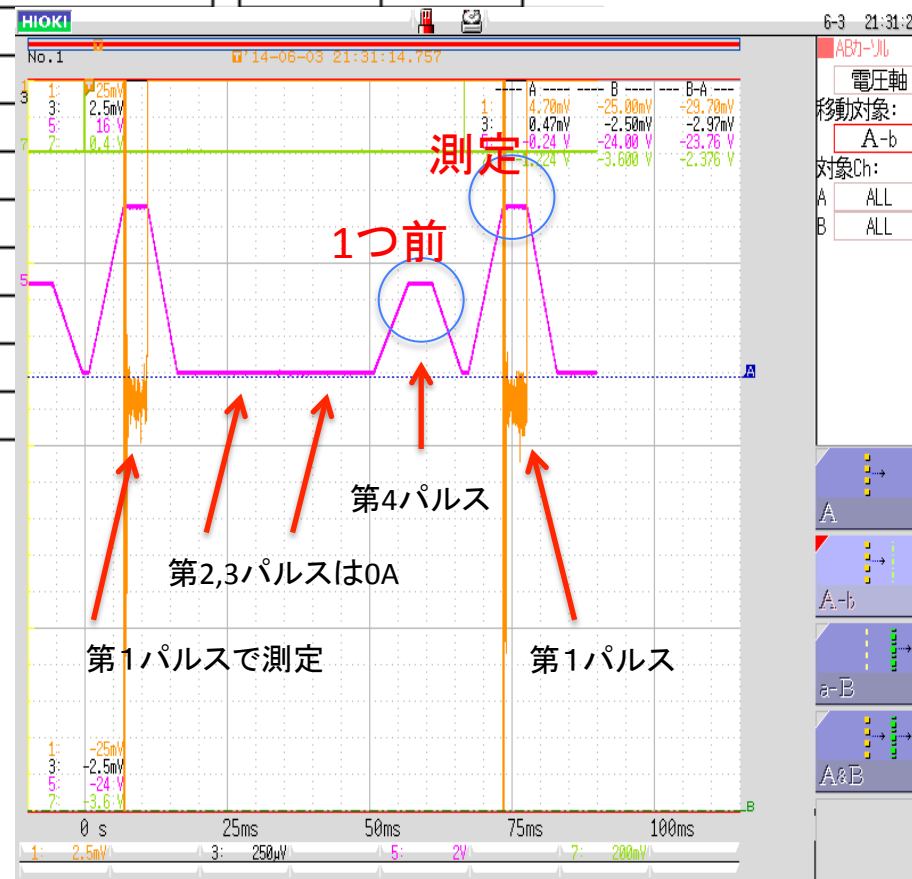 HIOKI
6-3 21:31:2
No.1
'14-06-03 21:31:14.757
ABカーソル
電圧軸
移動対象:
A-b
対象Ch:
A ALL
B ALL
1: 25mV
3: 2.5mV
5: 16 V
7: 0.4 V
---- A ---- ---- B ---- --- B-A ---
1: 4.70mV -25.00mV -29.70mV
3: 0.47mV -2.50mV -2.97mV
-0.24 V -24.00 V -23.76 V
-3.600 V -2.376 V
3
7
5
測定
1つ前
A
第4パルス
第2,3パルスは0A
第1パルスで測定
第1パルス
1: -25mV
3: -2.5mV
5: -24 V
7: -3.6 V
B
0 s 25ms 50ms 75ms 100ms
1: 2.5mV 3: 250μV 5: 2V 7: 200mV
A
A-b
a-B
A&B